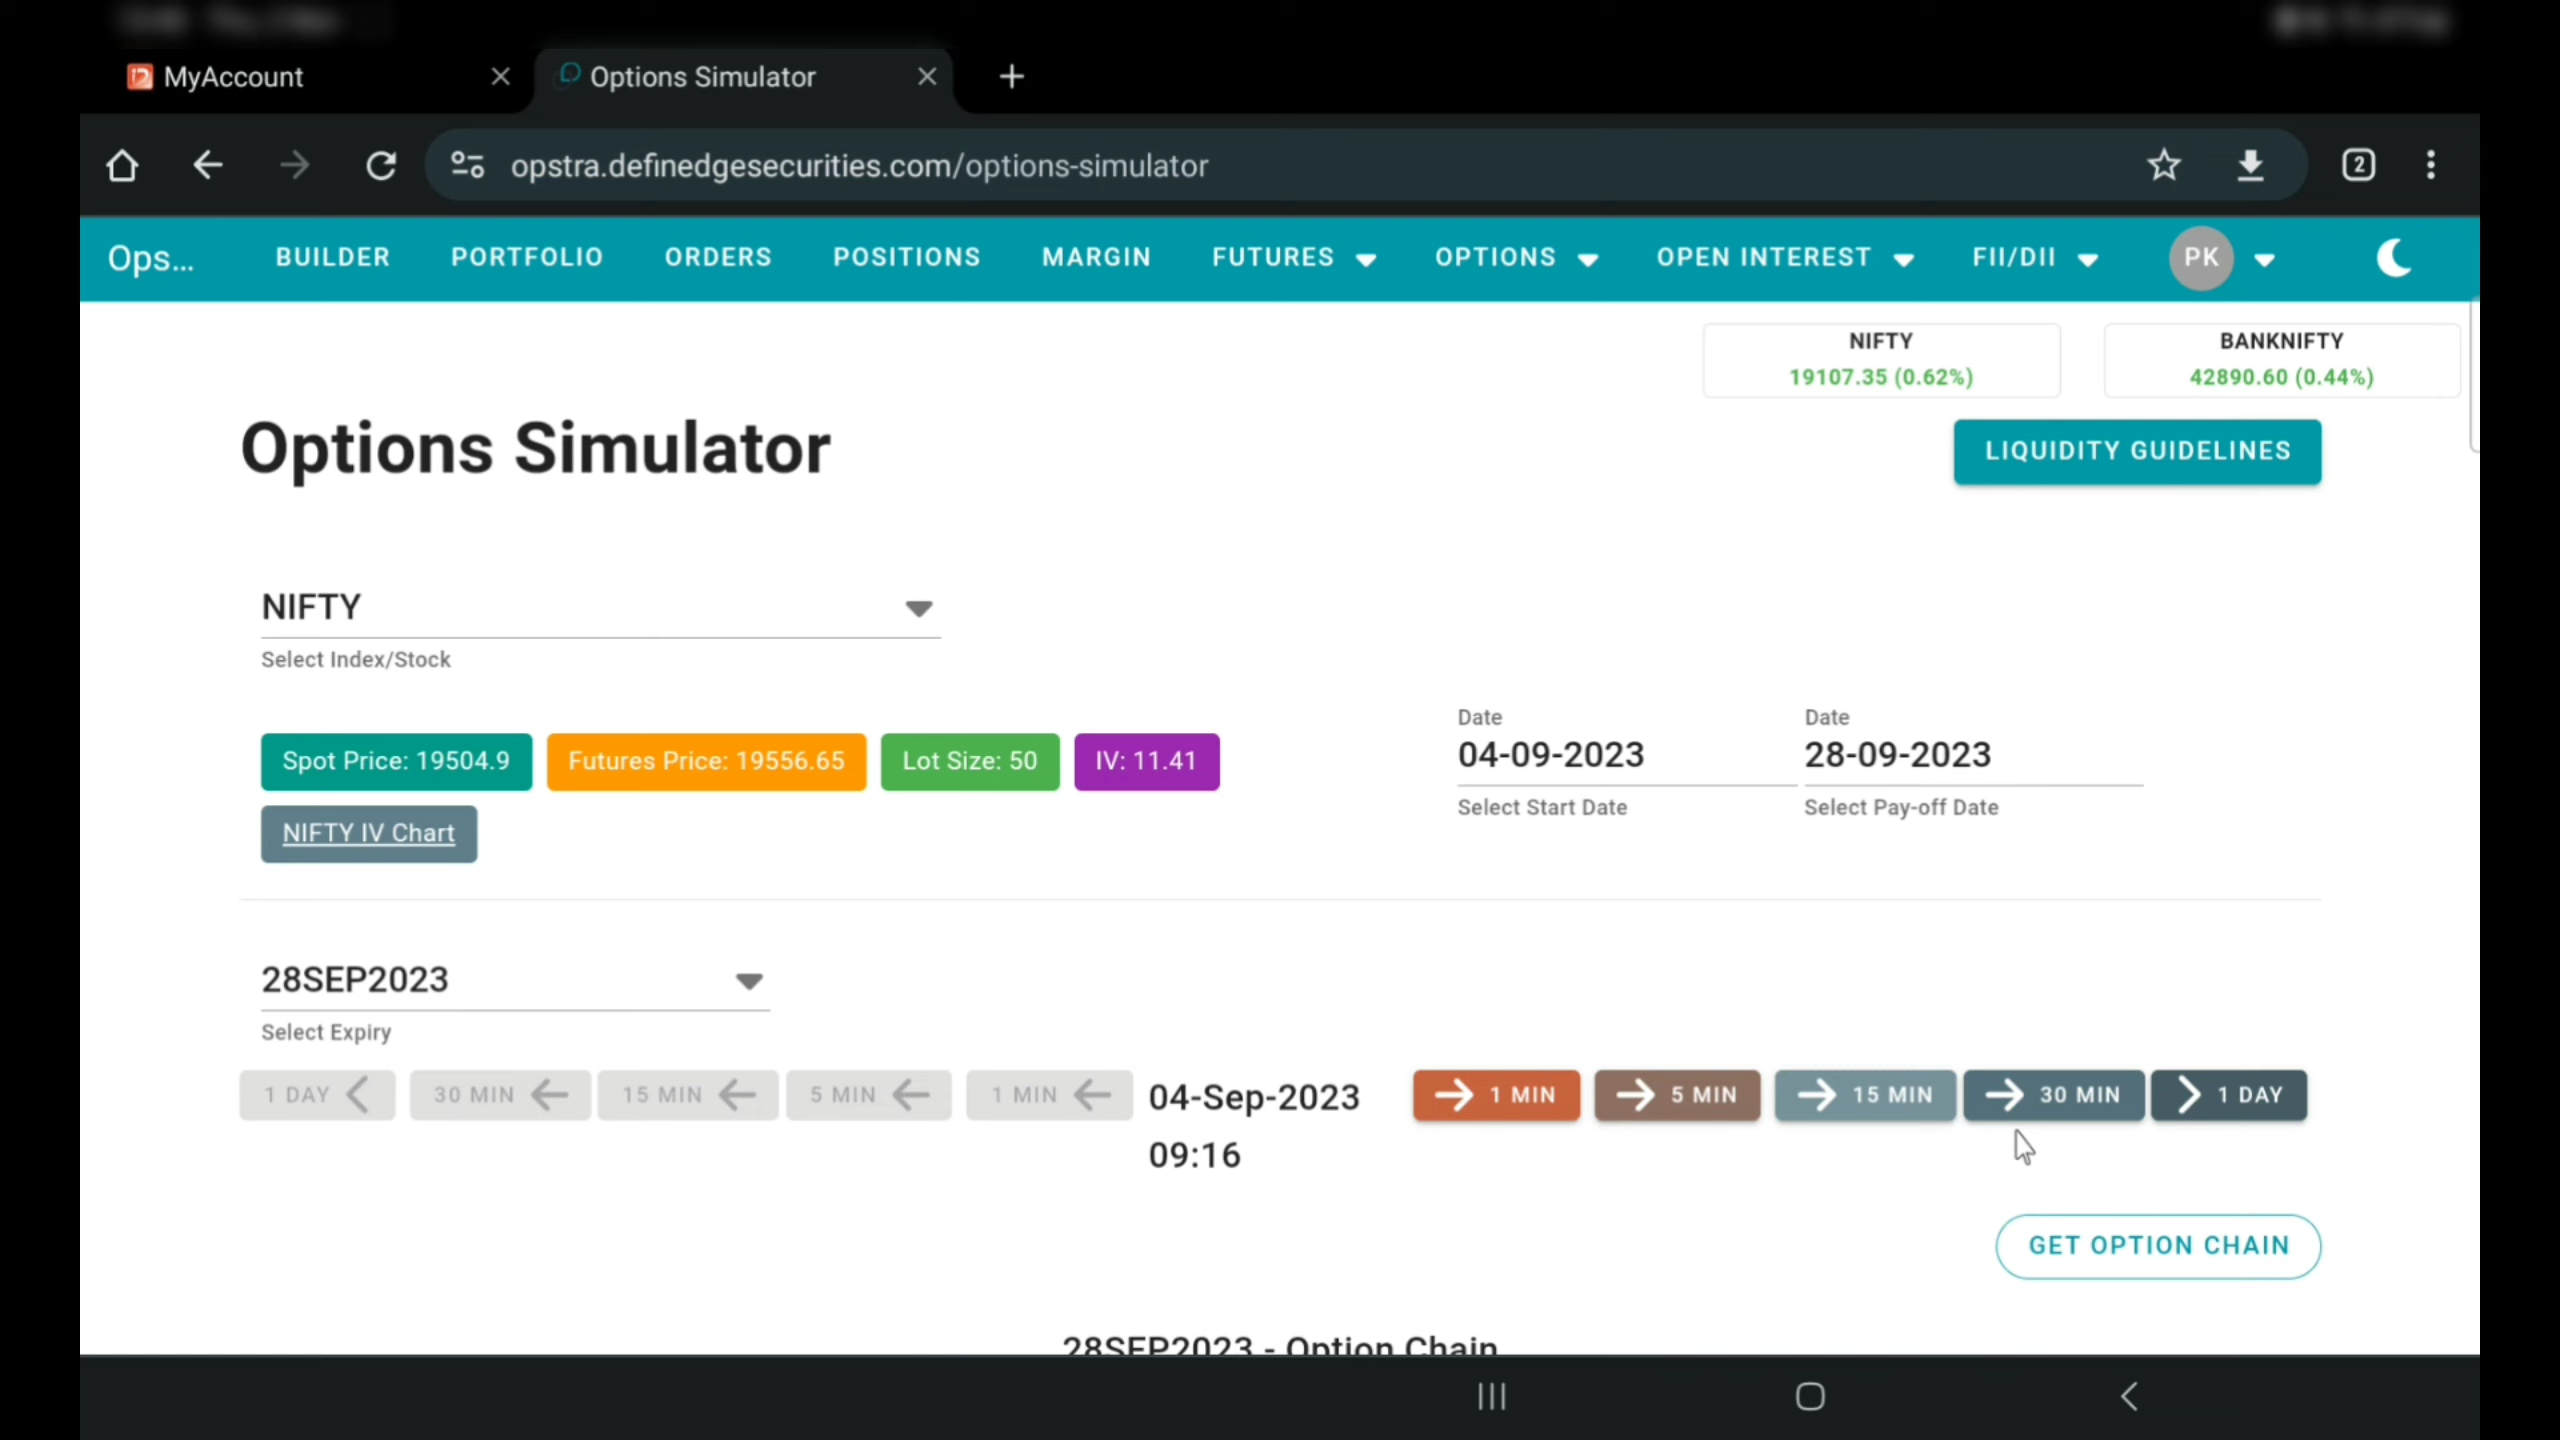 MyAccount
Options Simulator
opstra.definedgesecurities.com/options-simulator
2
Ops...
BUILDER
PORTFOLIO
ORDERS
POSITIONS
MARGIN
FUTURES
OPTIONS
OPEN INTEREST
FII/DII
PK
NIFTY
19107.35 (0.62%)
BANKNIFTY
42890.60 (0.44%)
Options Simulator
LIQUIDITY GUIDELINES
NIFTY
Select Index/Stock
Spot Price: 19504.9
Futures Price: 19556.65
Lot Size: 50
IV: 11.41
NIFTY IV Chart
Date
04-09-2023
Select Start Date
Date
28-09-2023
Select Pay-off Date
28SEP2023
Select Expiry
1 DAY
30 MIN
15 MIN
5 MIN
1 MIN
04-Sep-2023
09:16
1 MIN
5 MIN
15 MIN
30 MIN
1 DAY
GET OPTION CHAIN
28SEP2023 - Option Chain